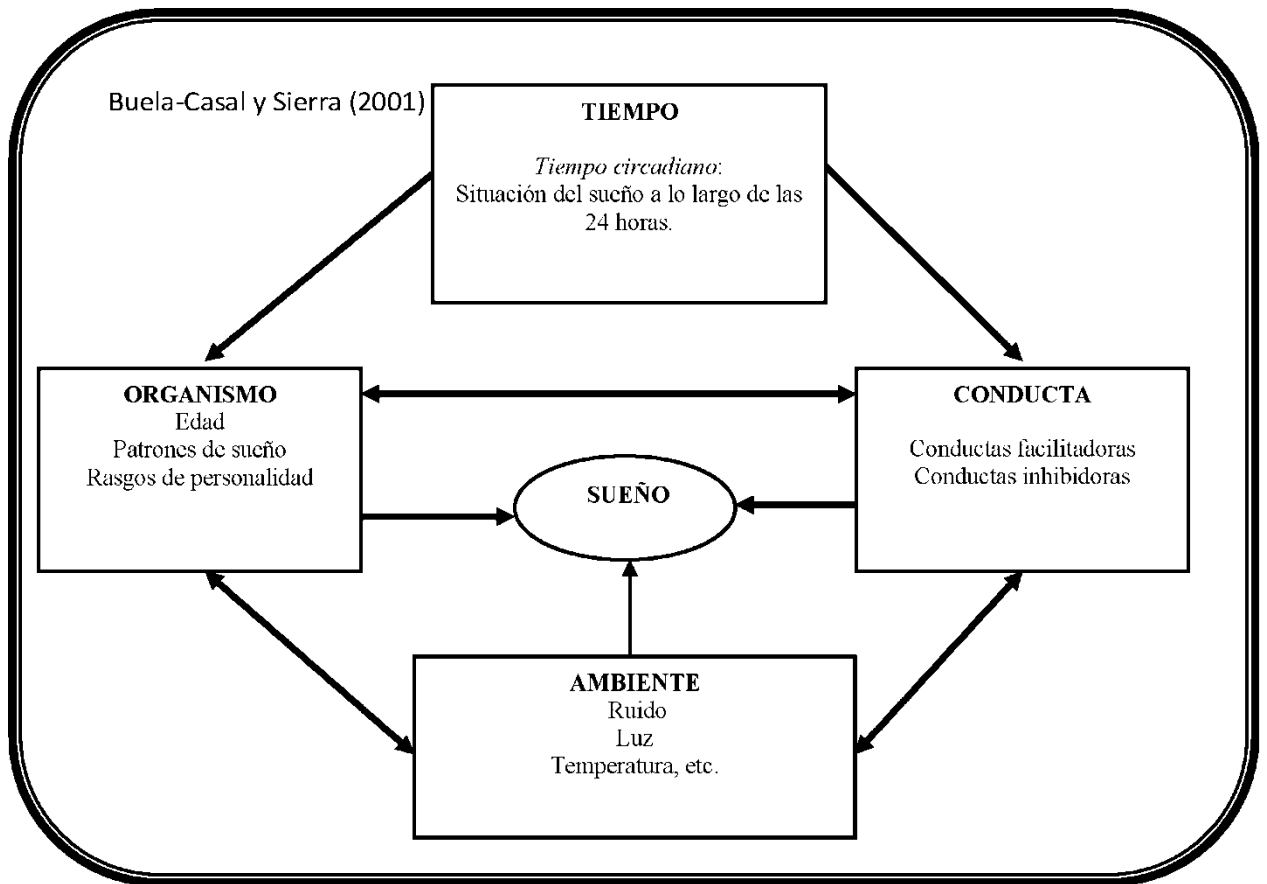 Buela-Casal y Sierra (2001)
TIEMPO
Tiempo circadiano:
Situación del sueño a lo largo de las
24 horas.
ORGANISMO
Edad
Patrones de sueño
Rasgos de personalidad
CONDUCTA
Conductas facilitadoras
Conductas inhibidoras
SUEÑO
AMBIENTE
Ruido
Luz
Temperatura, etc.